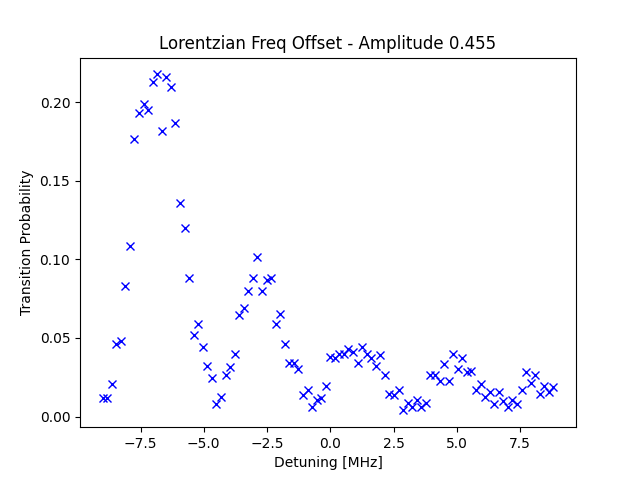 Lorentzian Freq Offset - Amplitude 0.455
Transition Probability
0.20
0.15
0.10
0.05
0.00
−7.5 −5.0 −2.5 0.0 2.5 5.0 7.5
Detuning [MHz]